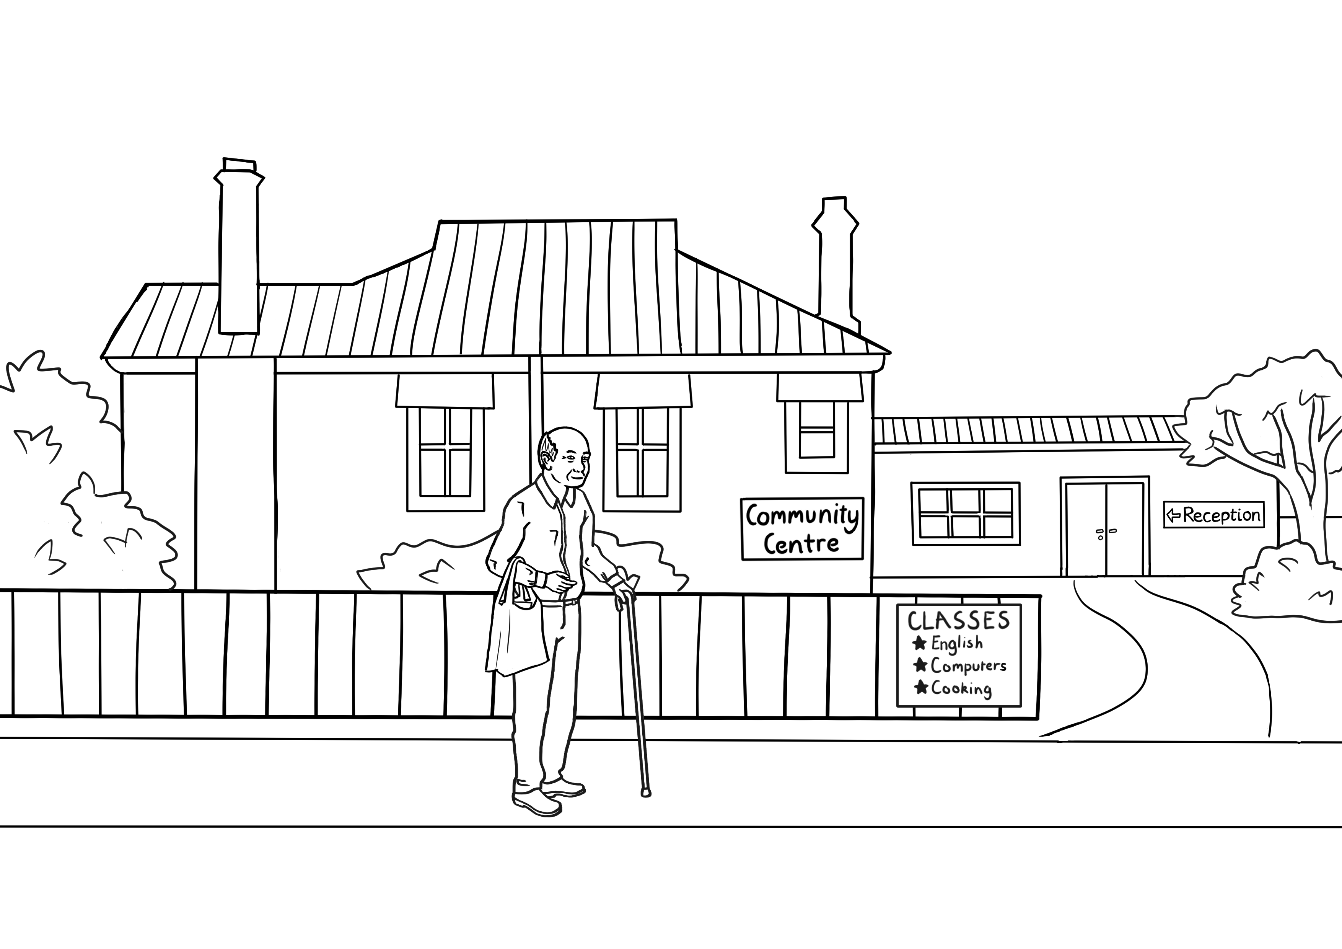 Community
Centre
Reception
CLASSES
★ English
★ Computers
★ Cooking